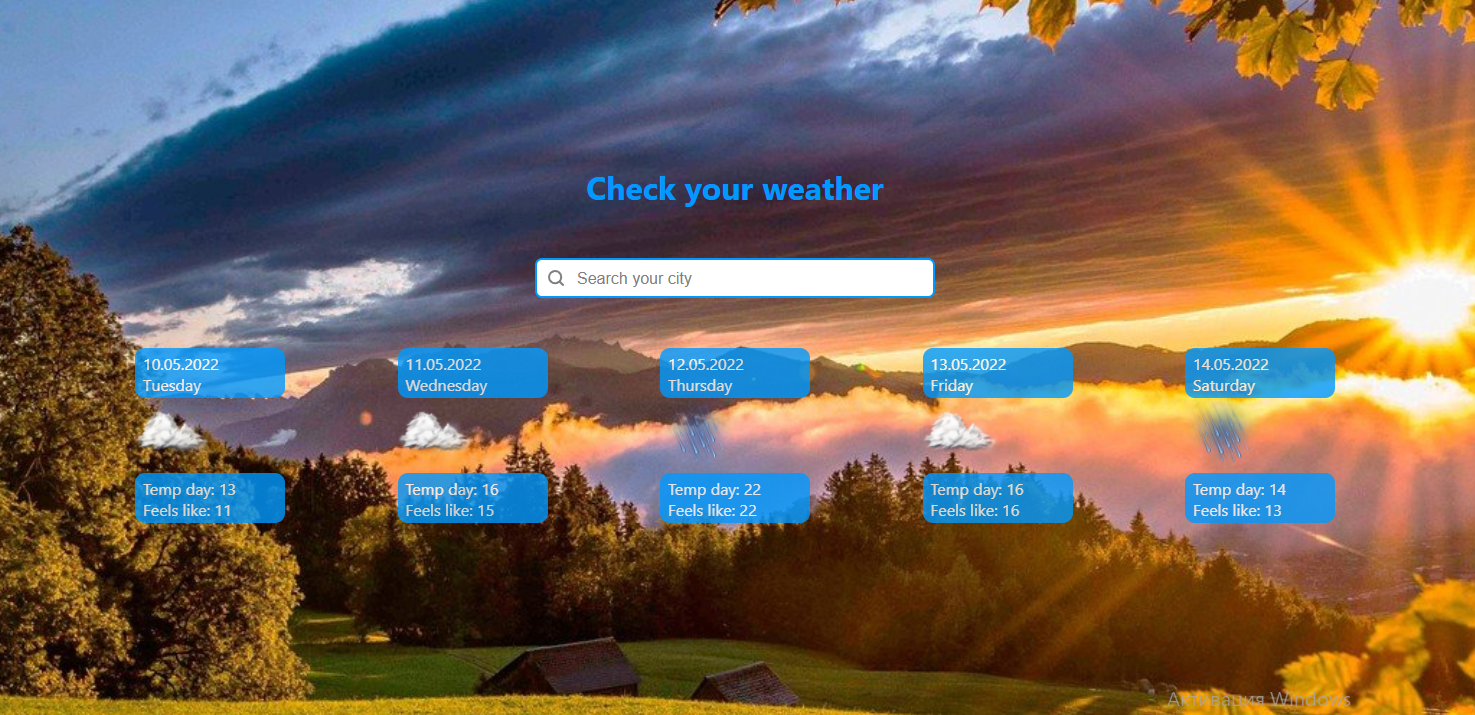 Check your weather
Search your city
10.05.2022
Tuesday
11.05.2022
Wednesday
12.05.2022
Thursday
13.05.2022
Friday
14.05.2022
Saturday
Temp day: 13
Feels like: 11
Temp day: 16
Feels like: 15
Temp day: 22
Feels like: 22
Temp day: 16
Feels like: 16
Temp day: 14
Feels like: 13
Активация Windows